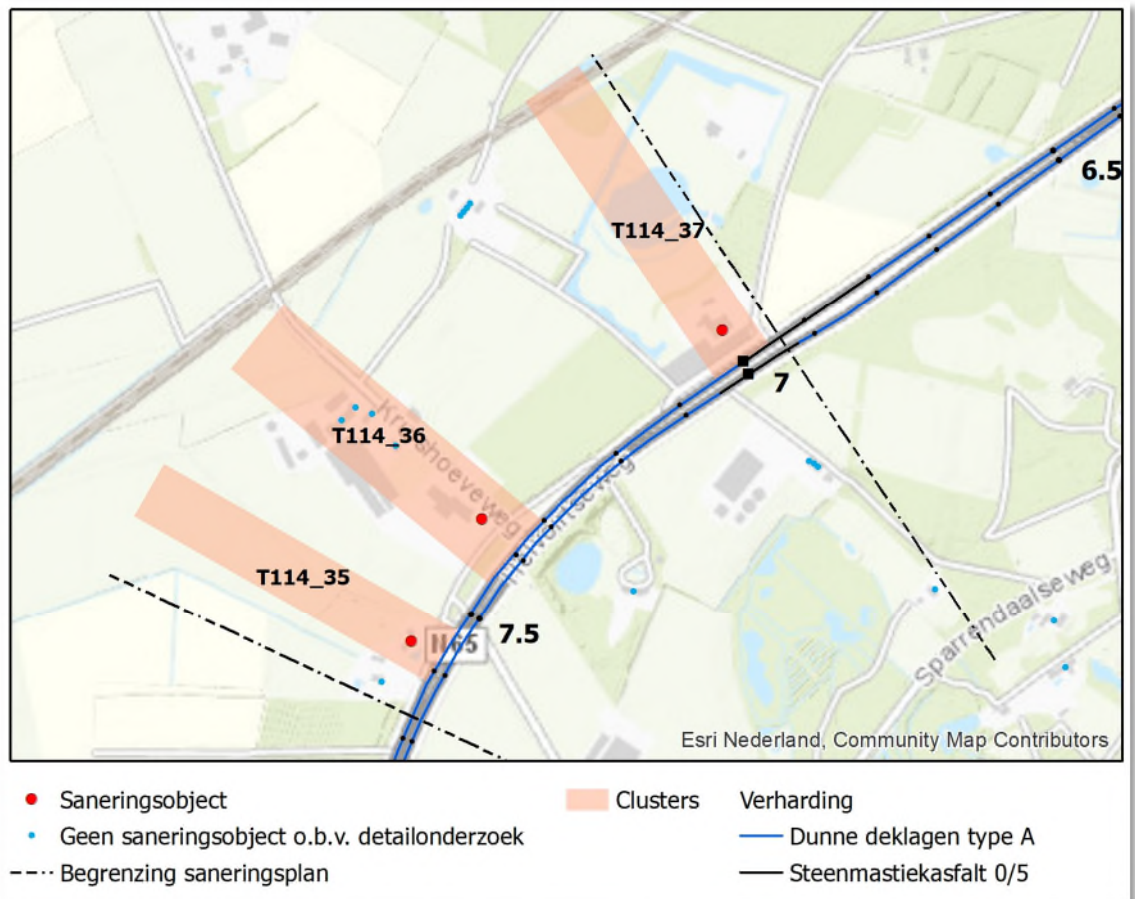 6.5
T114_37
7
Kreitshoeveweg
T114_36
T114_35
7.5
N65
Sparrendaalseweg
Esri Nederland, Community Map Contributors
Saneringsobject
Geen saneringsobject o.b.v. detailonderzoek
Begrenzing saneringsplan
Clusters
Verharding
Dunne deklagen type A
Steenmastiekasfalt 0/5